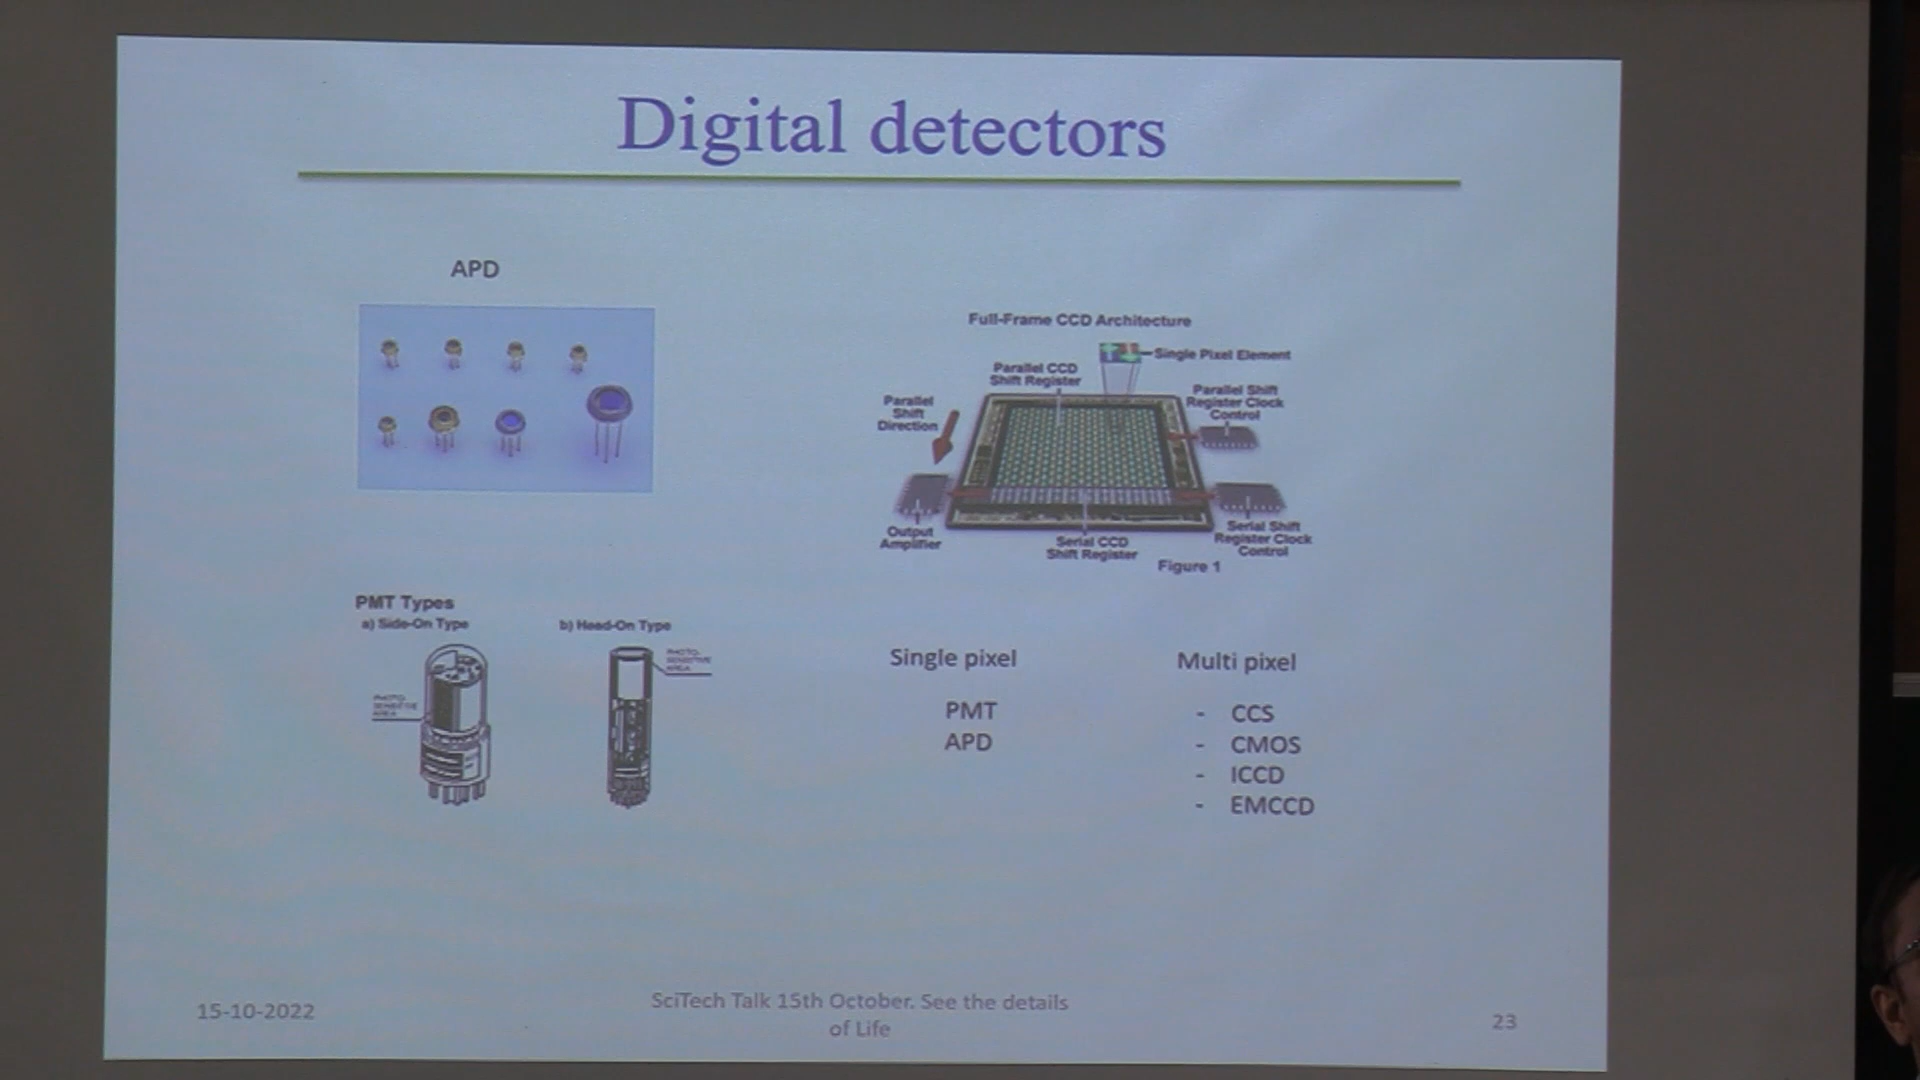 Digital detectors
APD
Full-Frame CCD Architecture
Single Pixel Element
Parallel CCD
Shift Register
Parallel Shift
Register Clock
Control
Parallel
Shift
Direction
Output
Amplifier
Serial CCD
Shift Register
Serial Shift
Register Clock
Control
Figure 1
PMT Types
a) Side-On Type
b) Head-On Type
PHOTO-
SENSITIVE
AREA
PHOTO-
SENSITIVE
AREA
Single pixel
PMT
APD
Multi pixel
- CCS
- CMOS
- ICCD
- EMCCD
15-10-2022
SciTech Talk 15th October. See the details
of Life
23